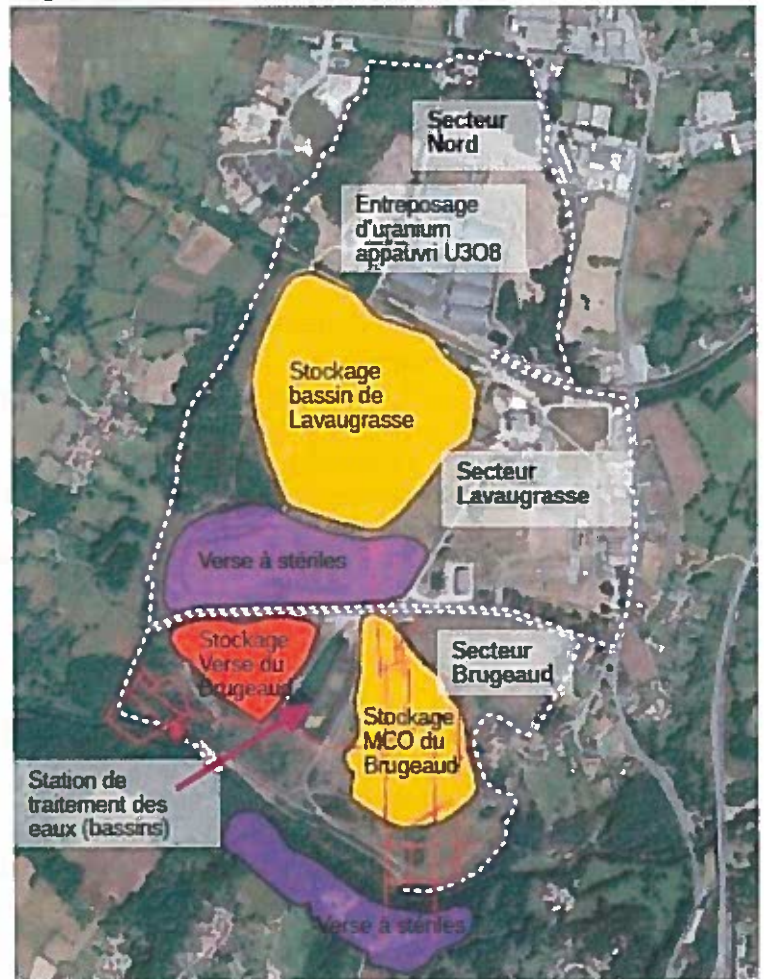 Secteur
Nord
Entreposage
d'uranium
appauvri U3O8
Stockage
bassin de
Lavaugrasse
Secteur
Lavaugrasse
Verse à stériles
Stockage
Verse du
Brugeaud
Secteur
Brugeaud
Stockage
MCO du
Brugeaud
Station de
traitement des
eaux (bassins)
Verse à stériles